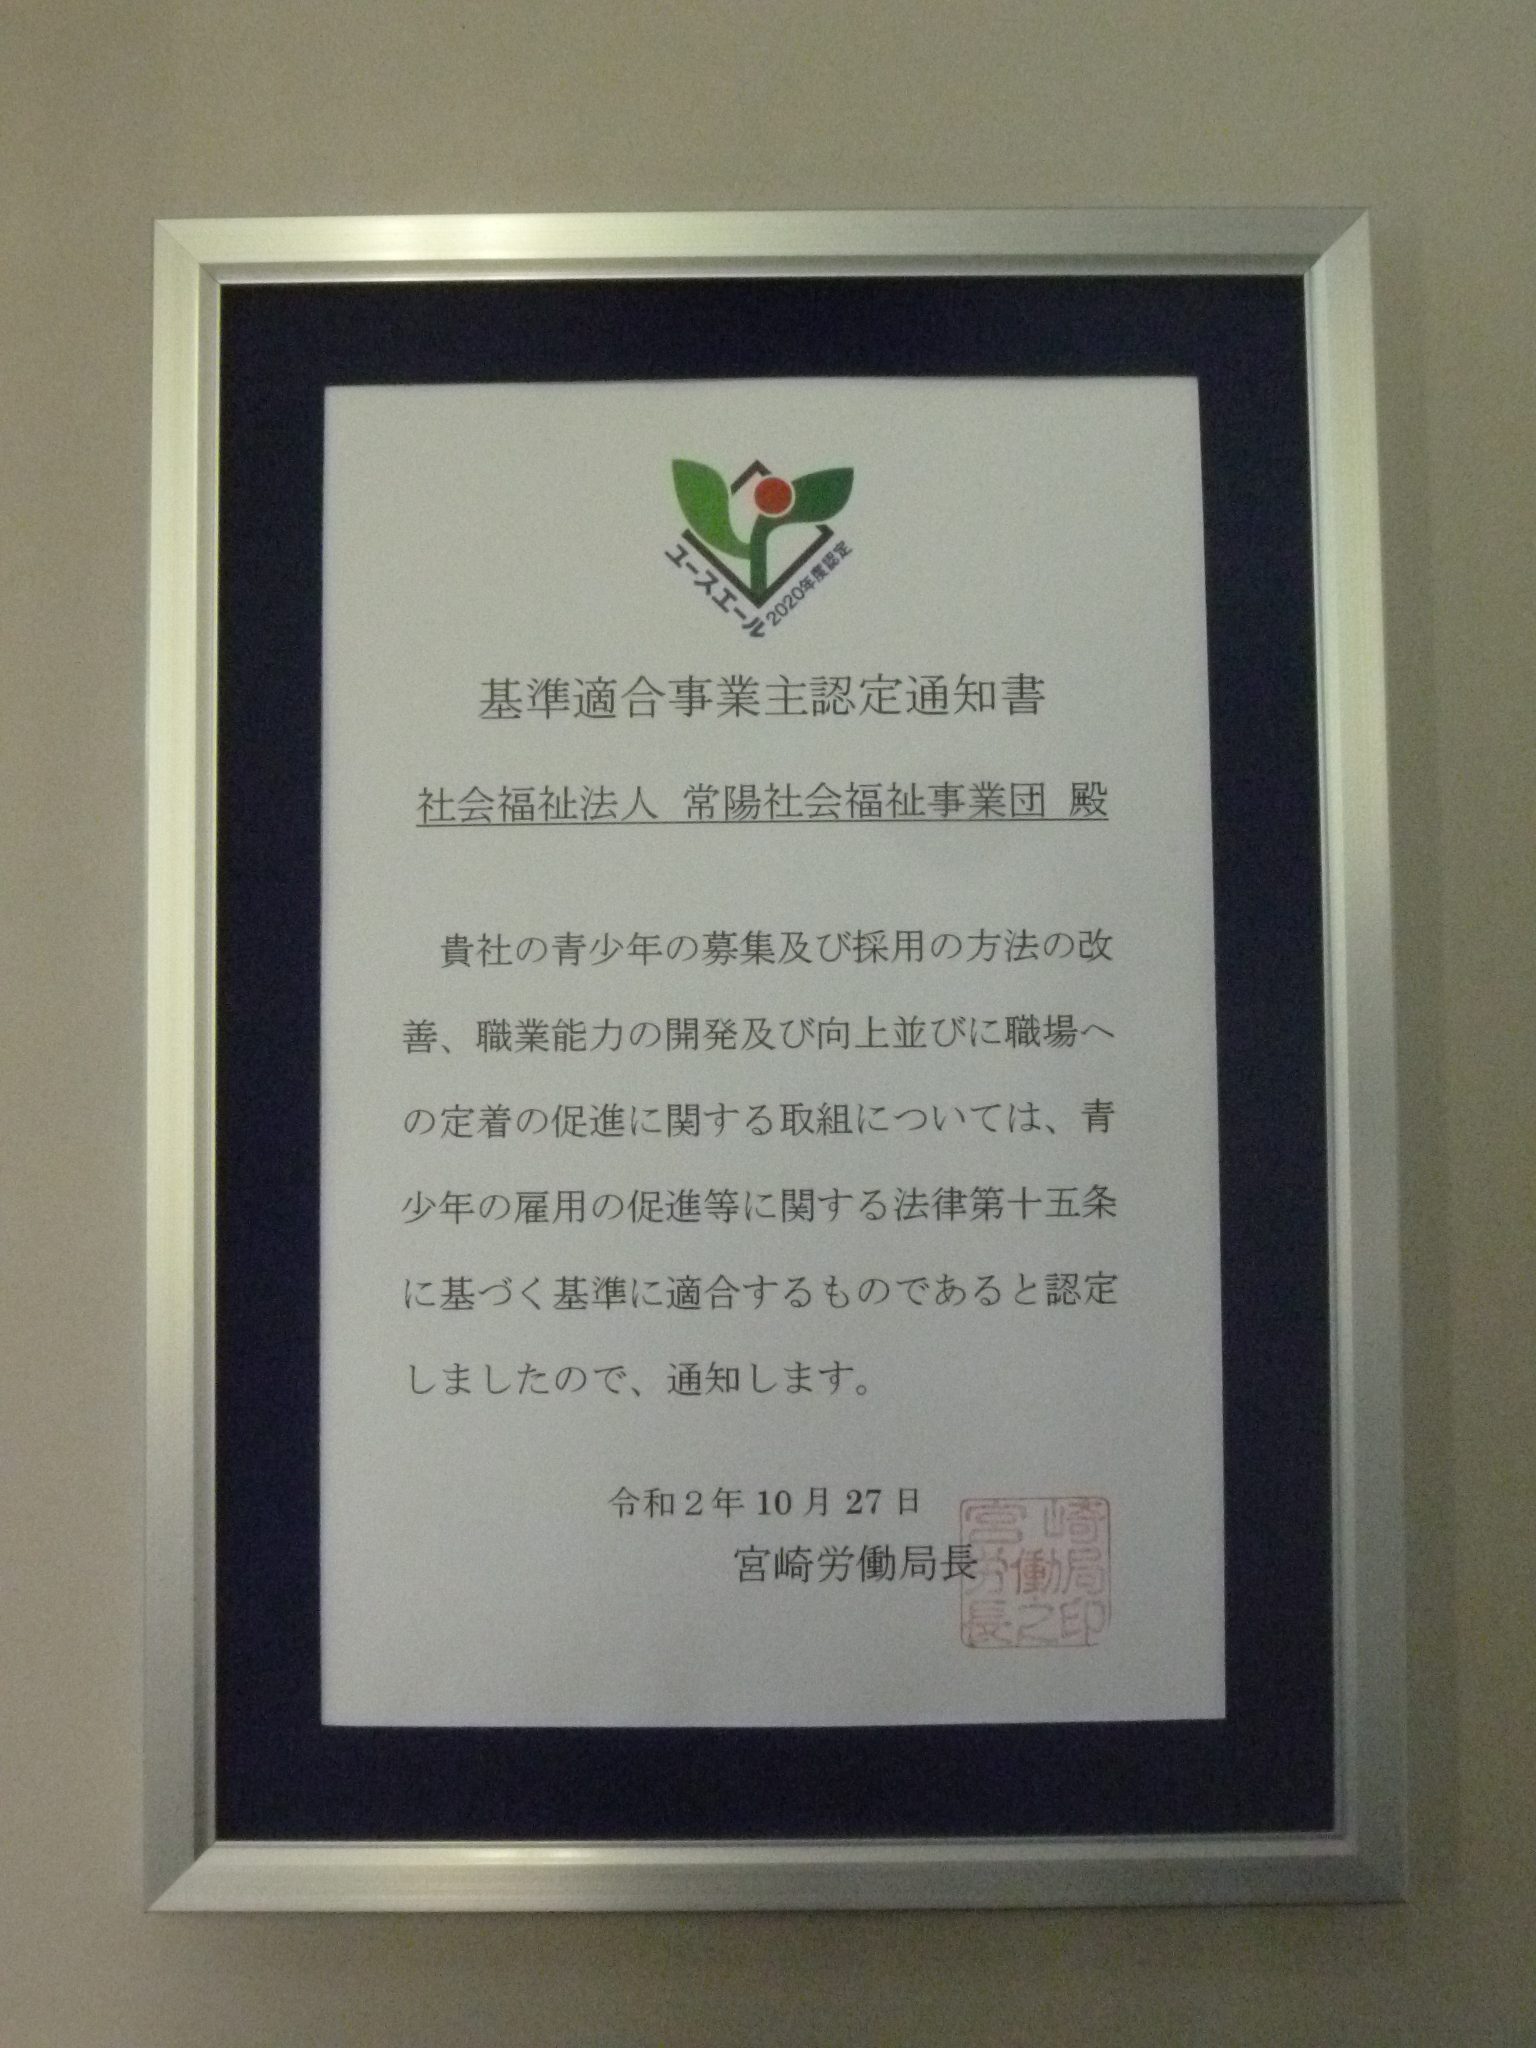 ユースエール
2020年度認定
基準適合事業主認定通知書
社会福祉法人 常陽社会福祉事業団 殿
貴社の青少年の募集及び採用の方法の改
善、職業能力の開発及び向上並びに職場へ
の定着の促進に関する取組については、青
少年の雇用の促進等に関する法律第十五条
に基づく基準に適合するものであると認定
しましたので、通知します。
令和２年 10 月 27 日
宮崎労働局長
宮崎
労働局
長之印